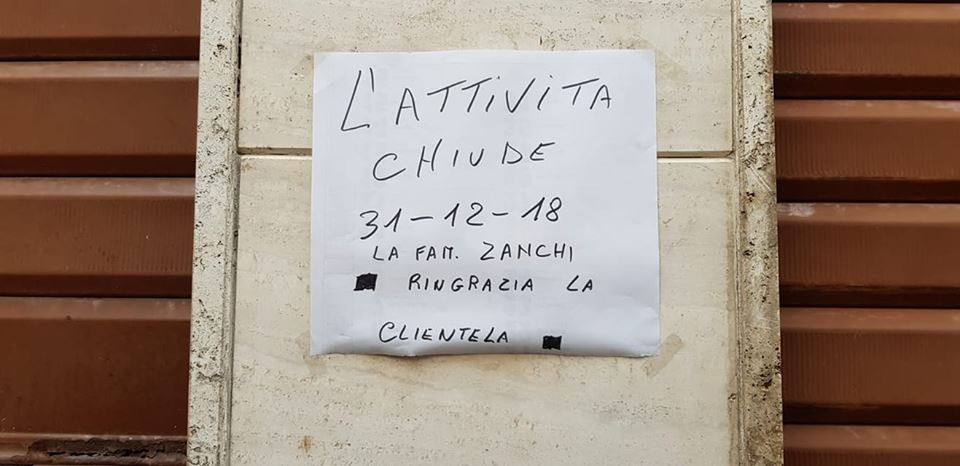 L'ATTIVITA
CHIUDE
31-12-18
LA FAM. ZANCHI
RINGRAZIA LA
CLIENTELA